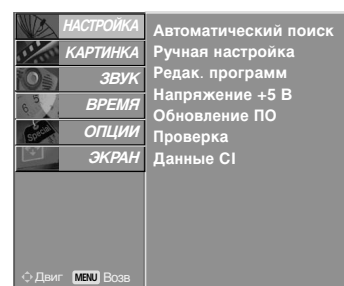 НАСТРОЙКА
КАРТИНКА
ЗВУК
ВРЕМЯ
ОПЦИИ
ЭКРАН
Автоматический поиск
Ручная настройка
Редак. программ
Напряжение +5 В
Обновление ПО
Проверка
Данные CI
Special
Двиг MENU Возв